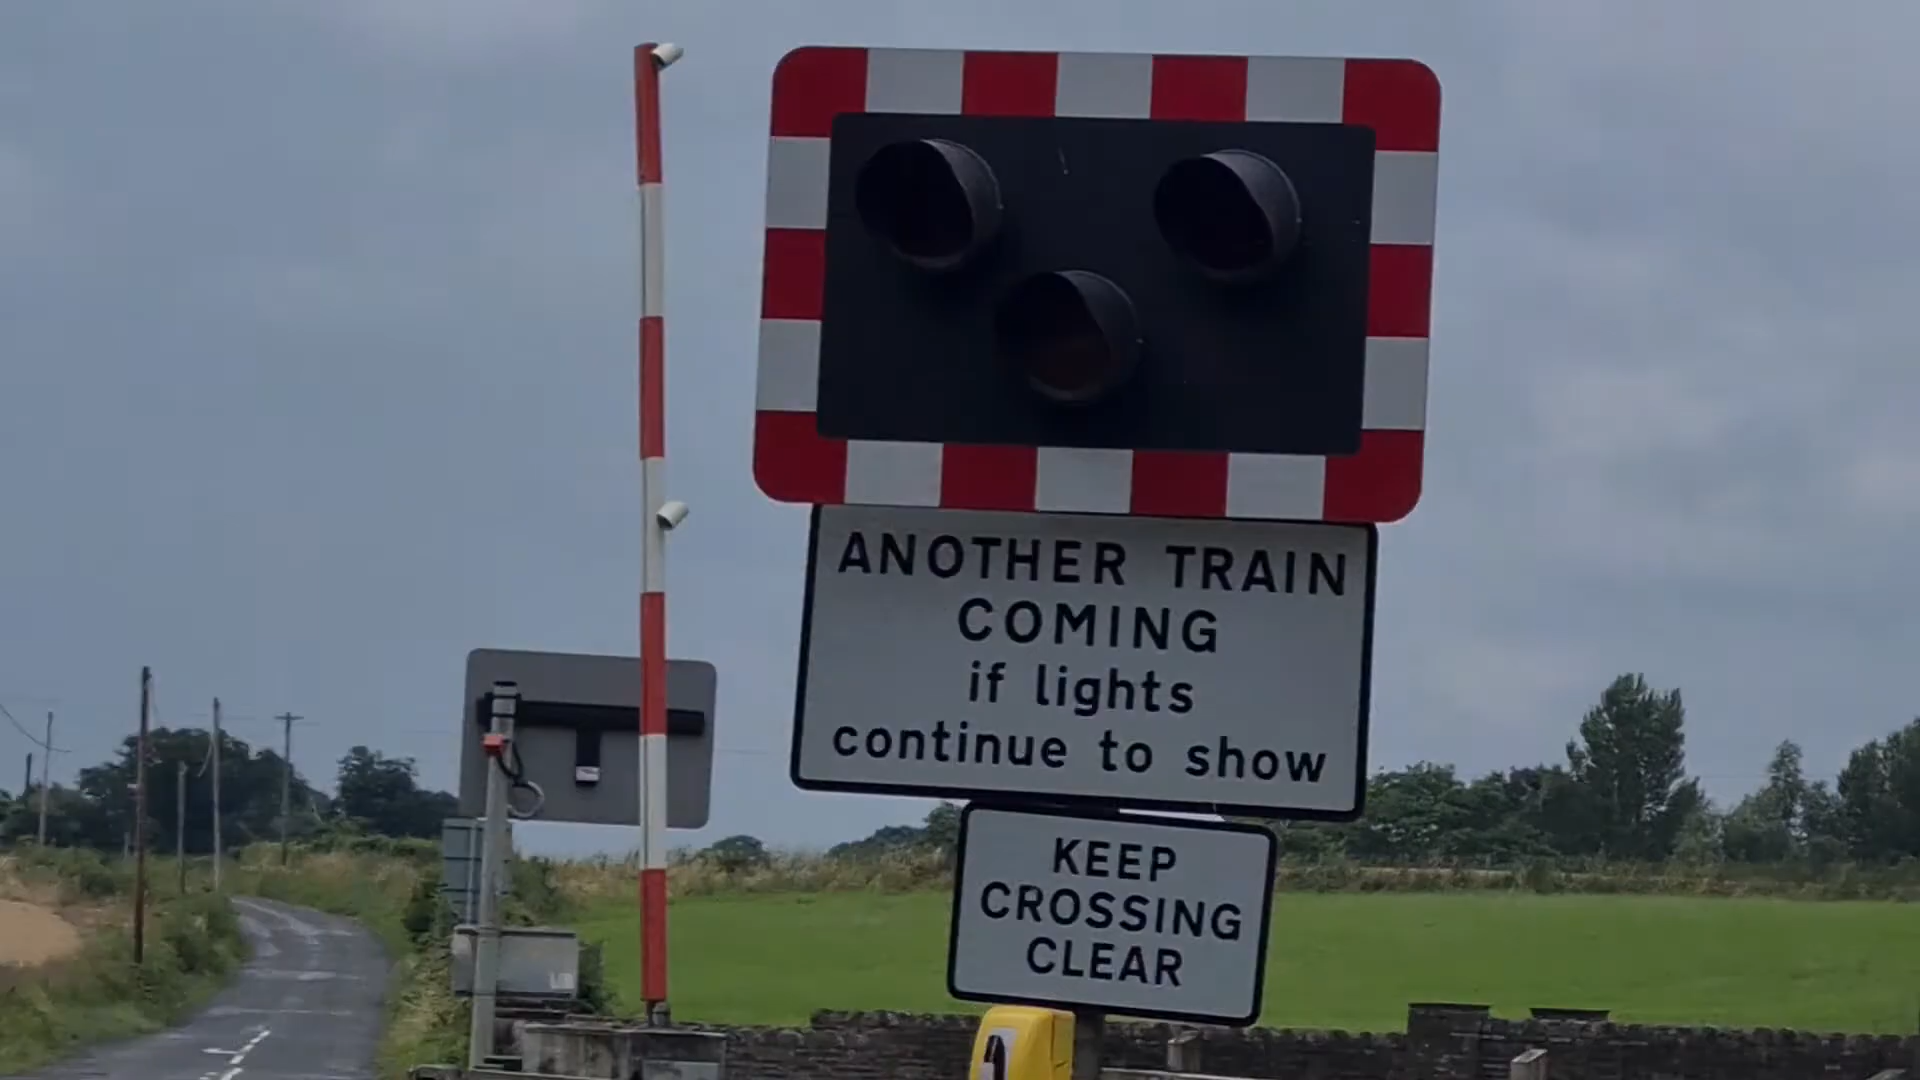 ANOTHER TRAIN
COMING
if lights
continue to show
KEEP
CROSSING
CLEAR